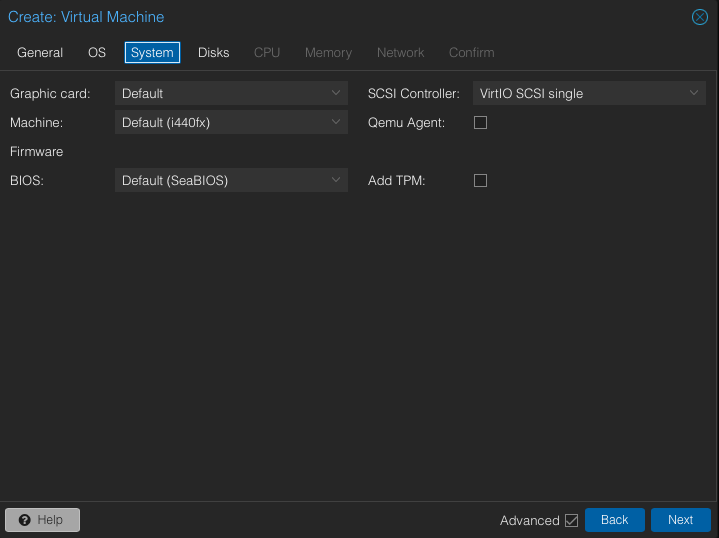 Create: Virtual Machine
General OS System Disks CPU Memory Network Confirm
Graphic card: Default SCSI Controller: VirtIO SCSI single
Machine: Default (i440fx) Qemu Agent:
Firmware
BIOS: Default (SeaBIOS) Add TPM:
Help Advanced Back Next